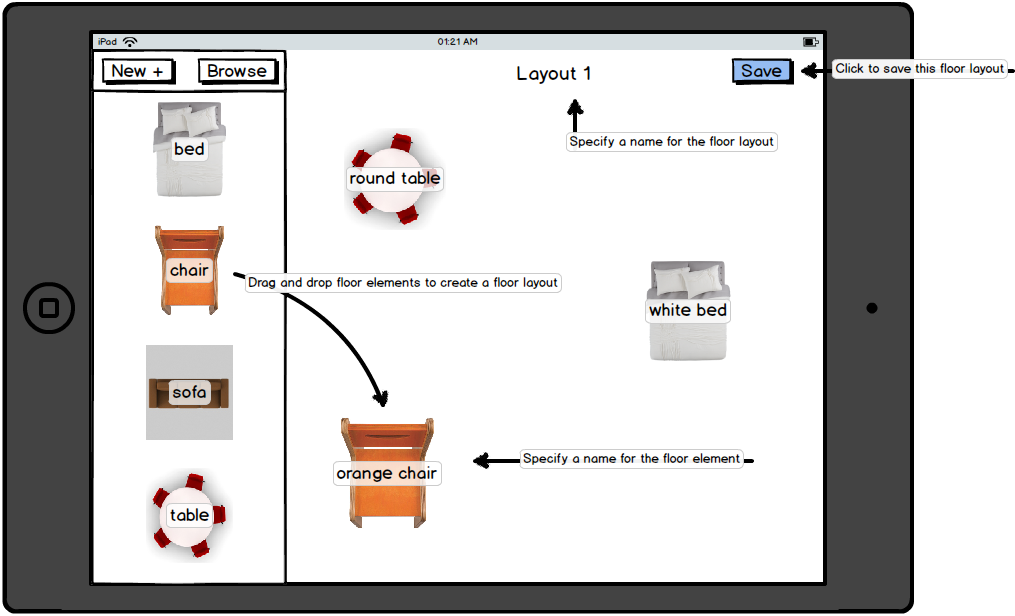 iPad
01:21 AM
New +
Browse
Layout 1
Save
Click to save this floor layout
Specify a name for the floor layout
bed
round table
chair
Drag and drop floor elements to create a floor layout
white bed
sofa
orange chair
Specify a name for the floor element
table